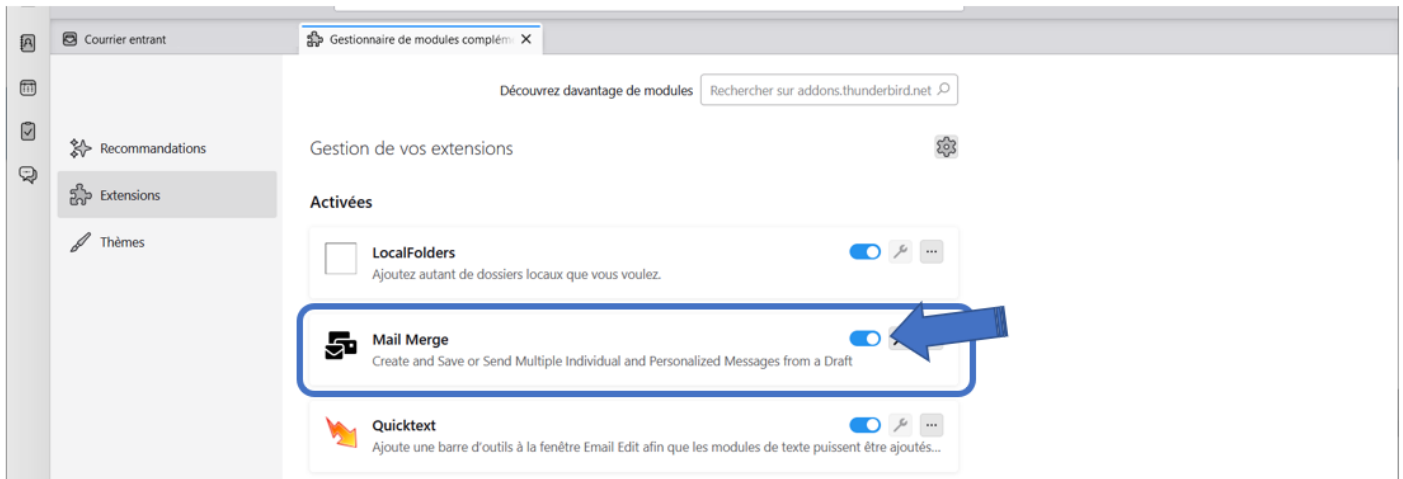 Courrier entrant
Gestionnaire de modules complém
Découvrez davantage de modules
Rechercher sur addons.thunderbird.net
Recommandations
Extensions
Thèmes
Gestion de vos extensions
Activées
LocalFolders
Ajoutez autant de dossiers locaux que vous voulez.
Mail Merge
Create and Save or Send Multiple Individual and Personalized Messages from a Draft
Quicktext
Ajoute une barre d'outils à la fenêtre Email Edit afin que les modules de texte puissent être ajoutés...